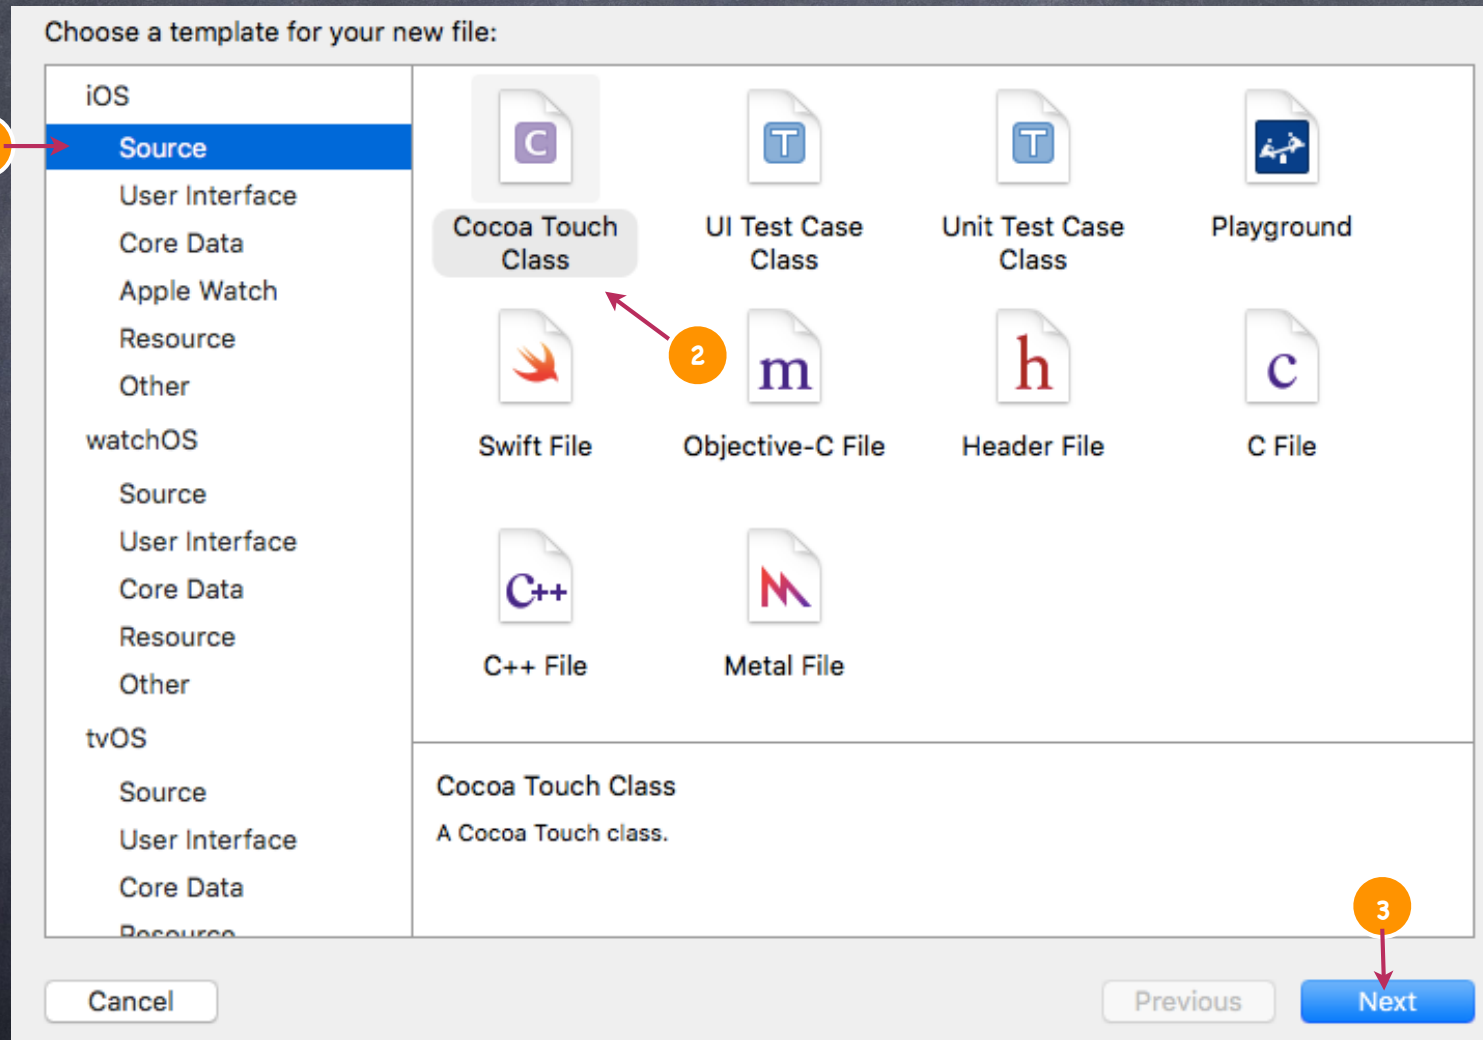 Choose a template for your new file:
iOS
Source
User Interface
Core Data
Apple Watch
Resource
Other
watchOS
Source
User Interface
Core Data
Resource
Other
tvOS
Source
User Interface
Core Data
Resource
C
T
T
Cocoa Touch
Class
UI Test Case
Class
Unit Test Case
Class
Playground
2
m
h
c
Swift File
Objective-C File
Header File
C File
C++
C++ File
Metal File
Cocoa Touch Class
A Cocoa Touch class.
3
Cancel
Previous
Next